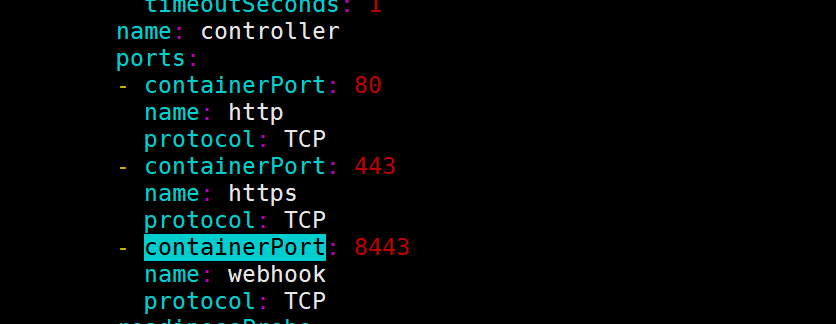 timeoutSeconds: 1
name: controller
ports:
- containerPort: 80
name: http
protocol: TCP
- containerPort: 443
name: https
protocol: TCP
- containerPort: 8443
name: webhook
protocol: TCP
readinessProbe: